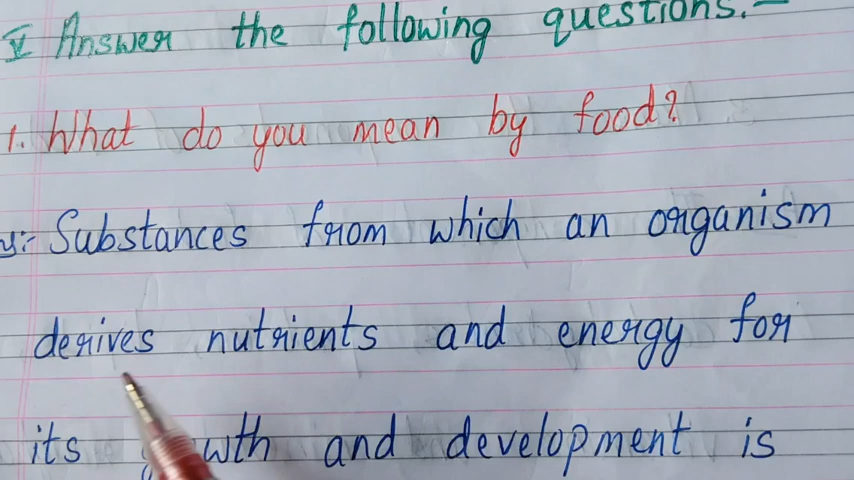 V Answer the following questions.-
1. What do you mean by food?
Substances from which an organism
derives nutrients and energy for
its and development is